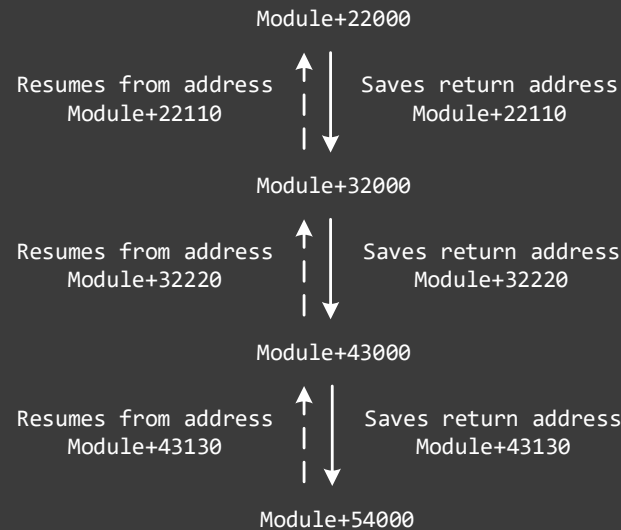 Module+22000
Resumes from address
Module+22110
Saves return address
Module+22110
Module+32000
Resumes from address
Module+32220
Saves return address
Module+32220
Module+43000
Resumes from address
Module+43130
Saves return address
Module+43130
Module+54000